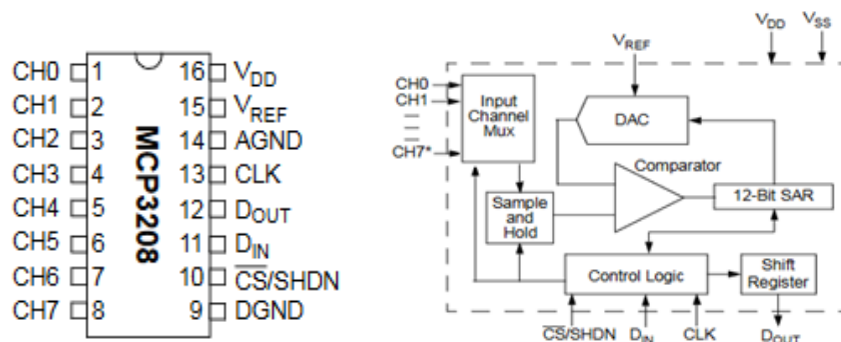 CH0 1 16 VDD
CH1 2 15 VREF
CH2 3 14 AGND
CH3 4 13 CLK
CH4 5 12 DOUT
CH5 6 11 DIN
CH6 7 10 C̅S̅/SHDN
CH7 8 9 DGND
MCP3208
VDD VSS
VREF
CH0
CH1
CH7*
Input
Channel
Mux
DAC
Comparator
Sample
and
Hold
12-Bit SAR
Control Logic
Shift
Register
C̅S̅/SHDN DIN CLK DOUT